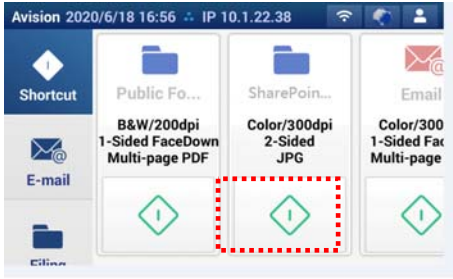 Avision 2020/6/18 16:56 IP 10.1.22.38
Shortcut
E-mail
Filing
Public Fo...
B&W/200dpi
1-Sided FaceDown
Multi-page PDF
SharePoin...
Color/300dpi
2-Sided
JPG
Email
Color/300
1-Sided Fac
Multi-page